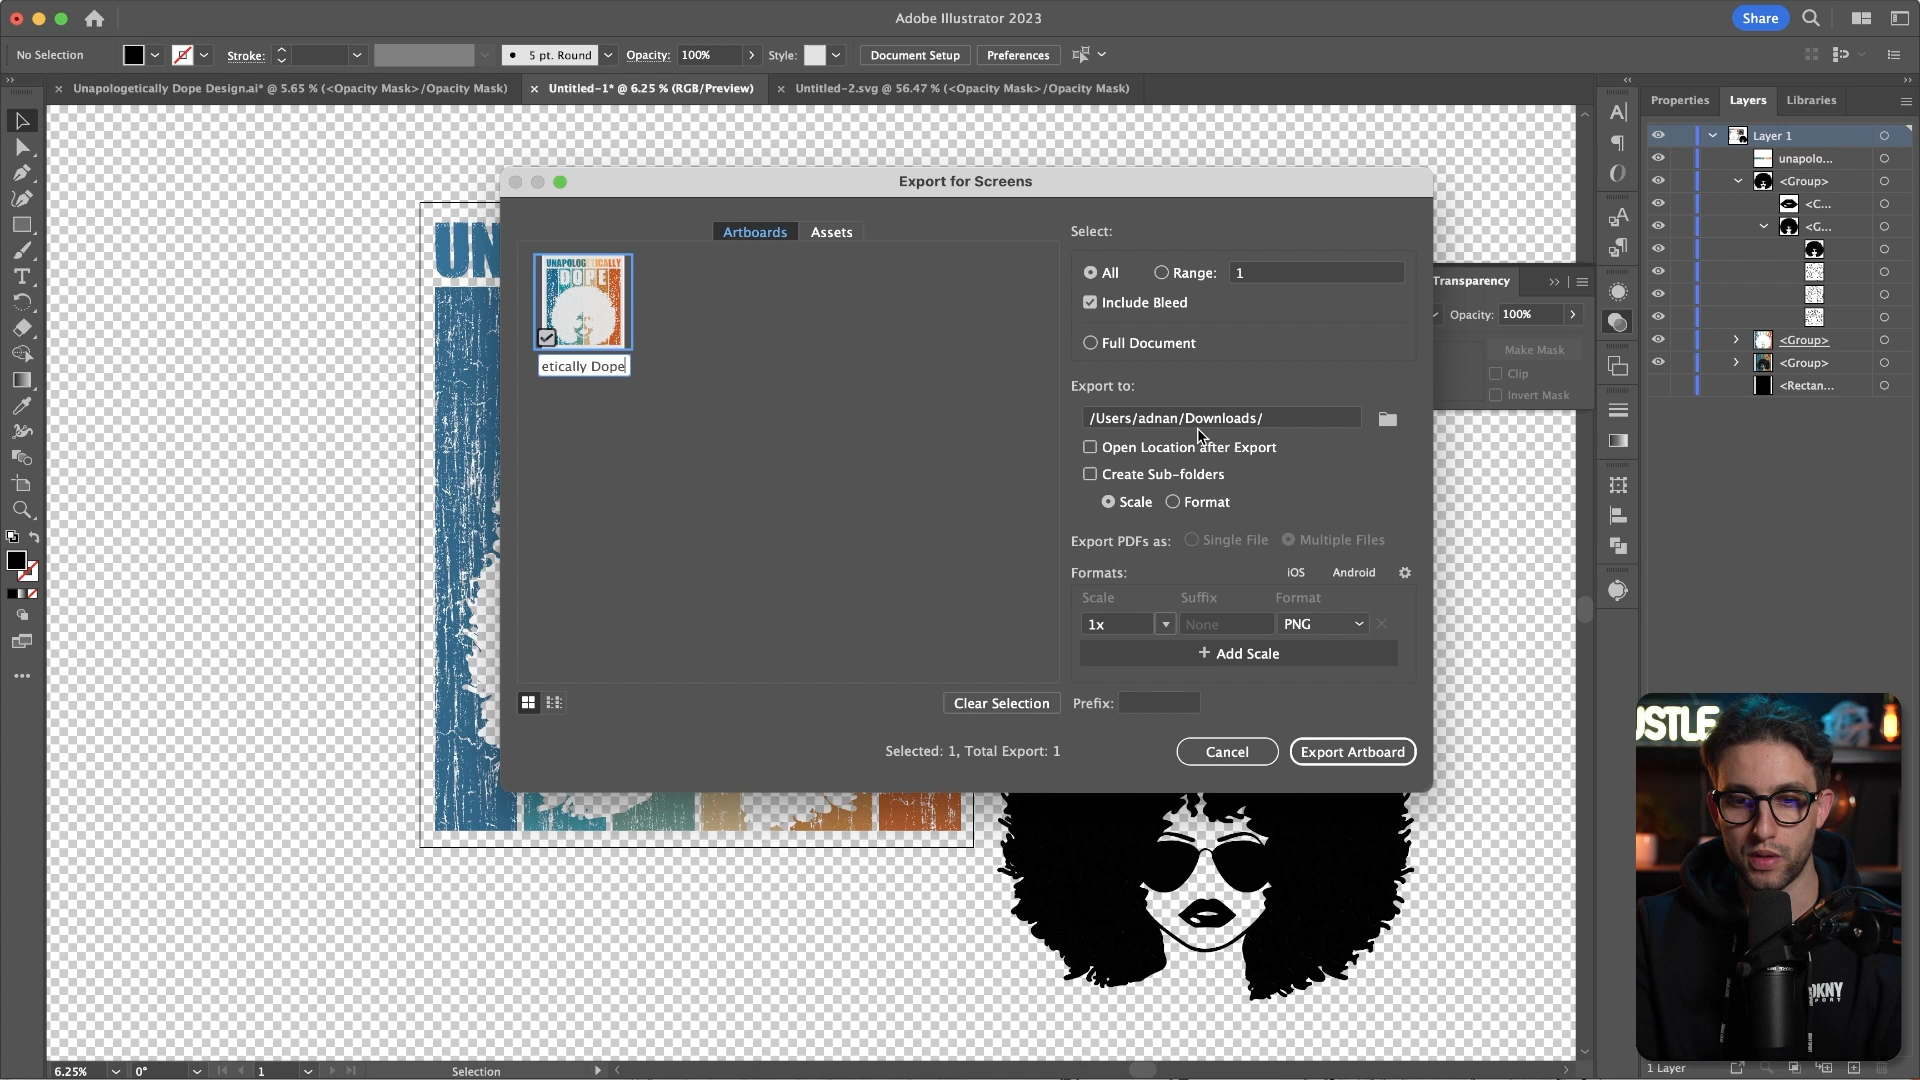 Adobe Illustrator 2023
Share
No Selection
Stroke:
5 pt. Round
Opacity:
100%
Style:
Document Setup
Preferences
Unapologetically Dope Design.ai* @ 5.65 % (<Opacity Mask>/Opacity Mask)
Untitled-1* @ 6.25 % (RGB/Preview)
Untitled-2.svg @ 56.47 % (<Opacity Mask>/Opacity Mask)
Properties
Layers
Libraries
Layer 1
unapolo...
<Group>
<C...
<G...
<Group>
<Group>
<Rectan...
UN
Export for Screens
Artboards
Assets
UNAPOLOGETICALLY
DOPE
etically Dope
Select:
All
Range:
1
Include Bleed
Full Document
Export to:
/Users/adnan/Downloads/
Open Location after Export
Create Sub-folders
Scale
Format
Export PDFs as:
Single File
Multiple Files
Formats:
iOS
Android
Scale
Suffix
Format
1x
None
PNG
+ Add Scale
Clear Selection
Prefix:
Selected: 1, Total Export: 1
Cancel
Export Artboard
Transparency
Opacity:
100%
Make Mask
Clip
Invert Mask
USTLE
DKNY
SPORT
6.25%
0°
1
Selection
1 Layer